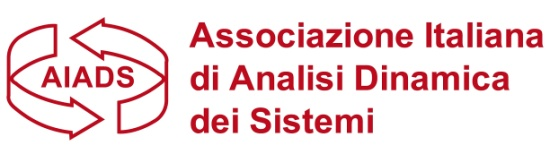 AIADS
Associazione Italiana
di Analisi Dinamica
dei Sistemi